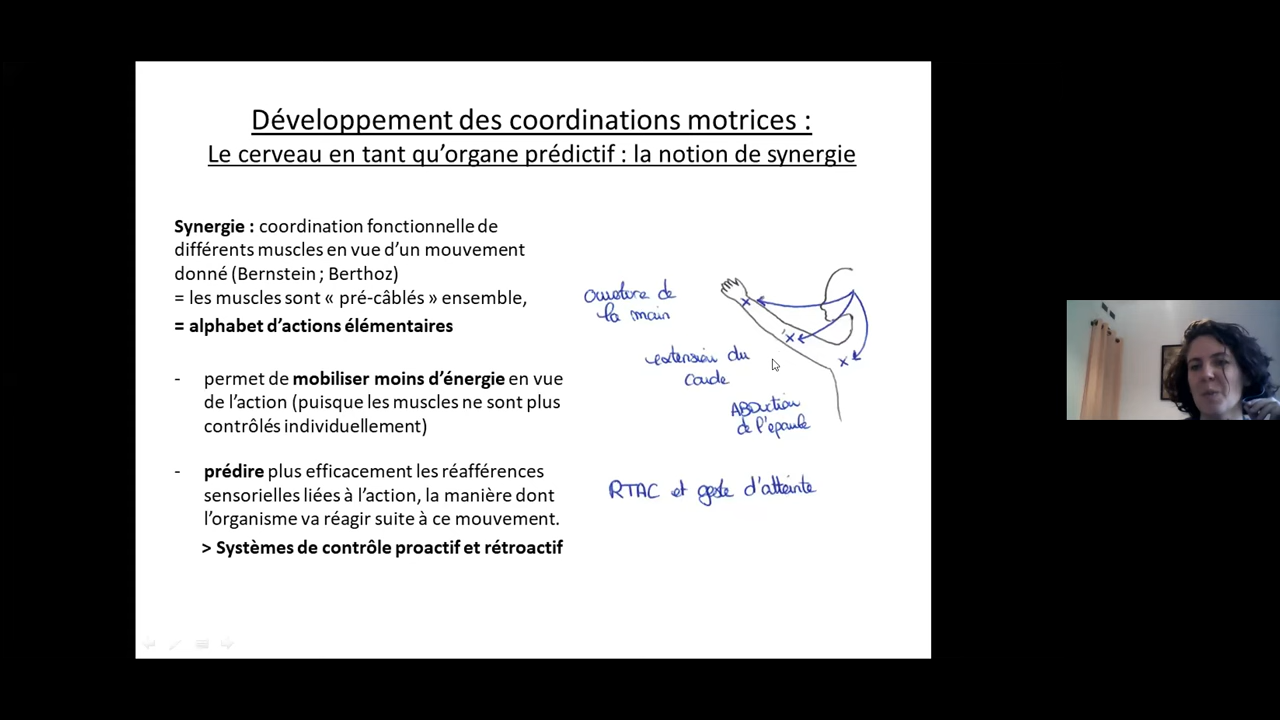 Développement des coordinations motrices :
Le cerveau en tant qu’organe prédictif : la notion de synergie
Synergie : coordination fonctionnelle de
différents muscles en vue d’un mouvement
donné (Bernstein ; Berthoz)
= les muscles sont « pré-câblés » ensemble,
= alphabet d’actions élémentaires
- permet de mobiliser moins d’énergie en vue
de l’action (puisque les muscles ne sont plus
contrôlés individuellement)
- prédire plus efficacement les réafférences
sensorielles liées à l’action, la manière dont
l’organisme va réagir suite à ce mouvement.
> Systèmes de contrôle proactif et rétroactif
Ouverture de
la main
extension du
coude
ABDuction
de l'épaule
RTAC et geste d'atteinte